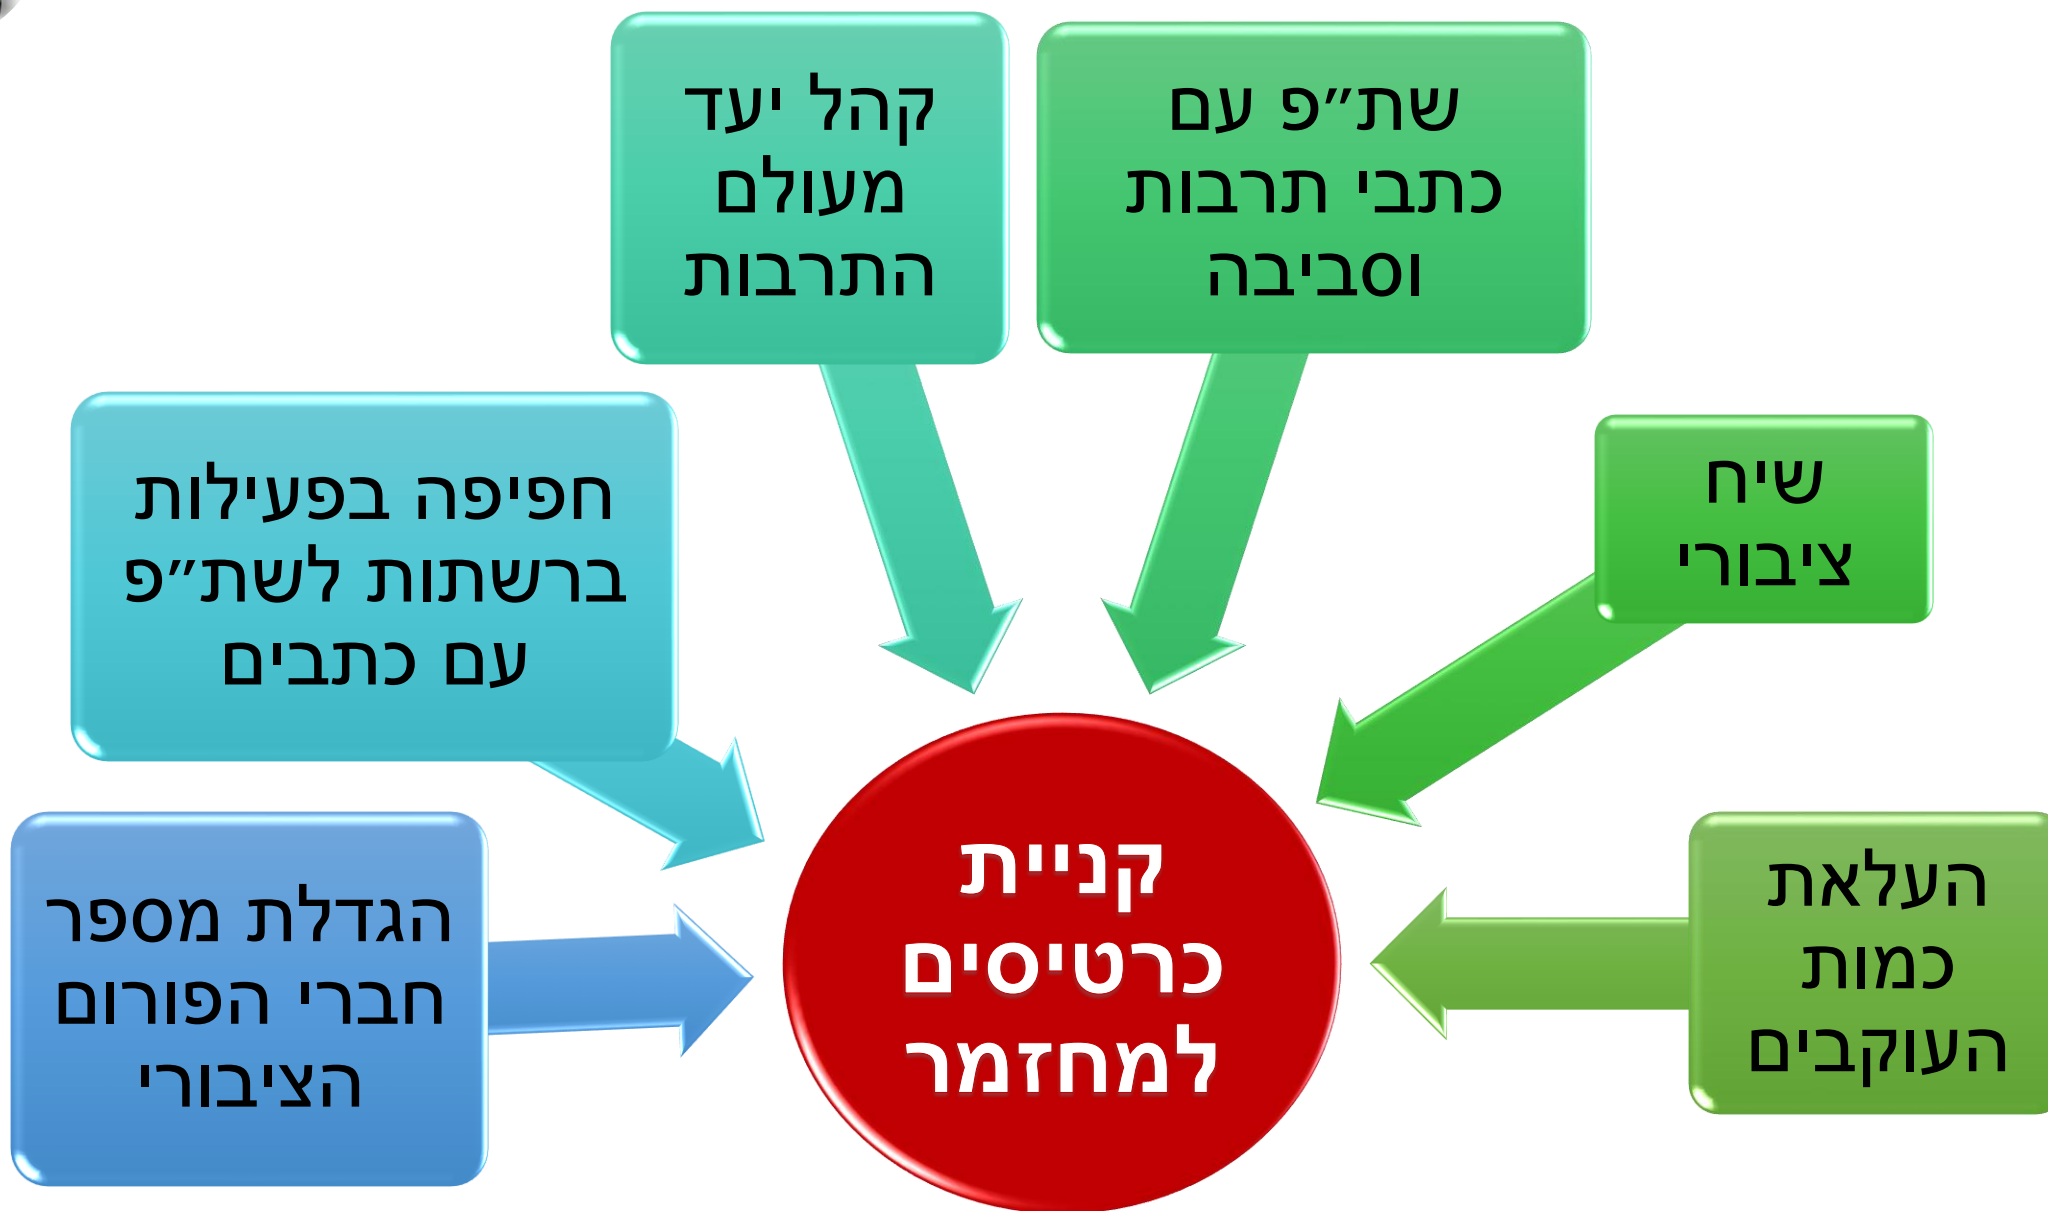 שת״פ עם
כתבי תרבות
וסביבה
קהל יעד
מעולם
התרבות
שיח
ציבורי
חפיפה בפעילות
ברשתות לשת״פ
עם כתבים
העלאת
כמות
העוקבים
קניית
כרטיסים
למחזמר
הגדלת מספר
חברי הפורום
הציבורי